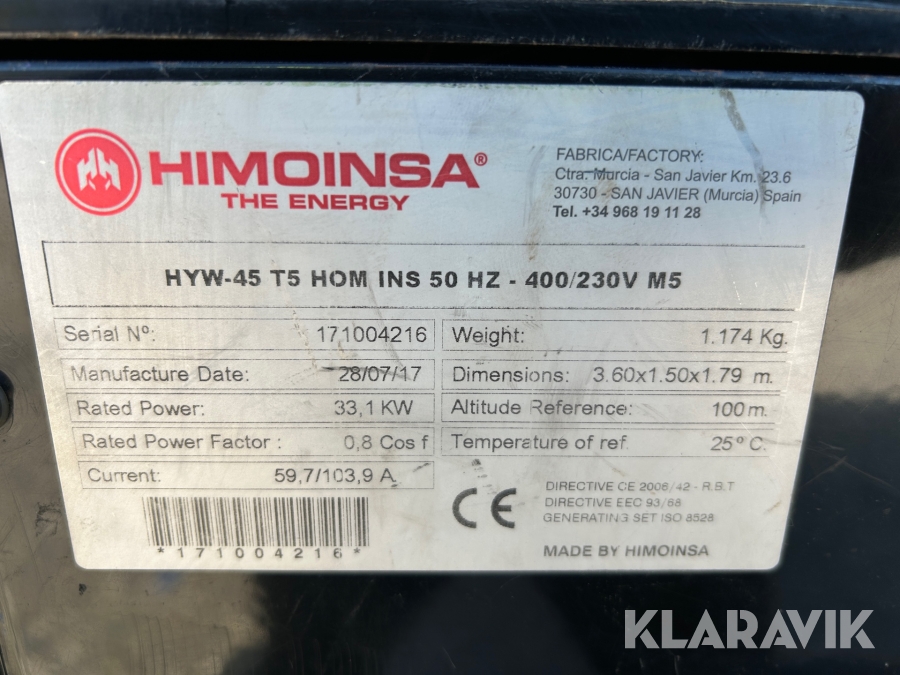 HIMOINSA®
THE ENERGY
FABRICA/FACTORY:
Ctra. Murcia - San Javier Km. 23.6
30730 - SAN JAVIER (Murcia) Spain
Tel. +34 968 19 11 28
HYW-45 T5 HOM INS 50 HZ - 400/230V M5
Serial Nº: 171004216
Manufacture Date: 28/07/17
Rated Power: 33,1 KW
Rated Power Factor : 0,8 Cos f
Current: 59,7/103,9 A
Weight: 1.174 Kg.
Dimensions: 3.60x1.50x1.79 m.
Altitude Reference: 100 m.
Temperature of ref. 25º C.
*171004216*
CE
DIRECTIVE CE 2006/42 - R.B.T
DIRECTIVE EEC 93/68
GENERATING SET ISO 8528
MADE BY HIMOINSA
KLARAVIK